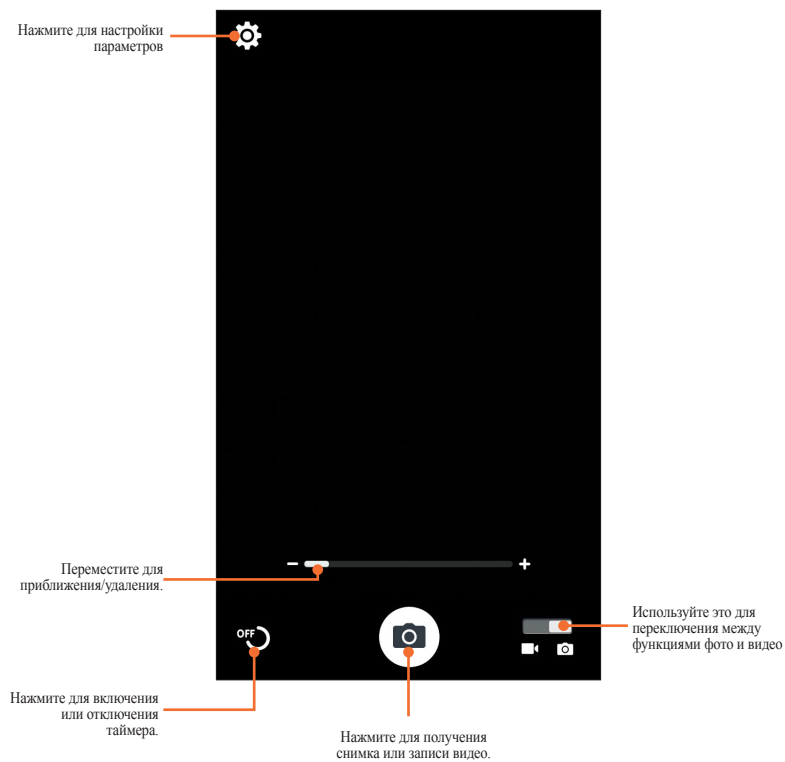 Нажмите для настройки
параметров
Переместите для
приближения/удаления.
OFF
Используйте это для
переключения между
функциями фото и видео
Нажмите для включения
или отключения
таймера.
Нажмите для получения
снимка или записи видео.